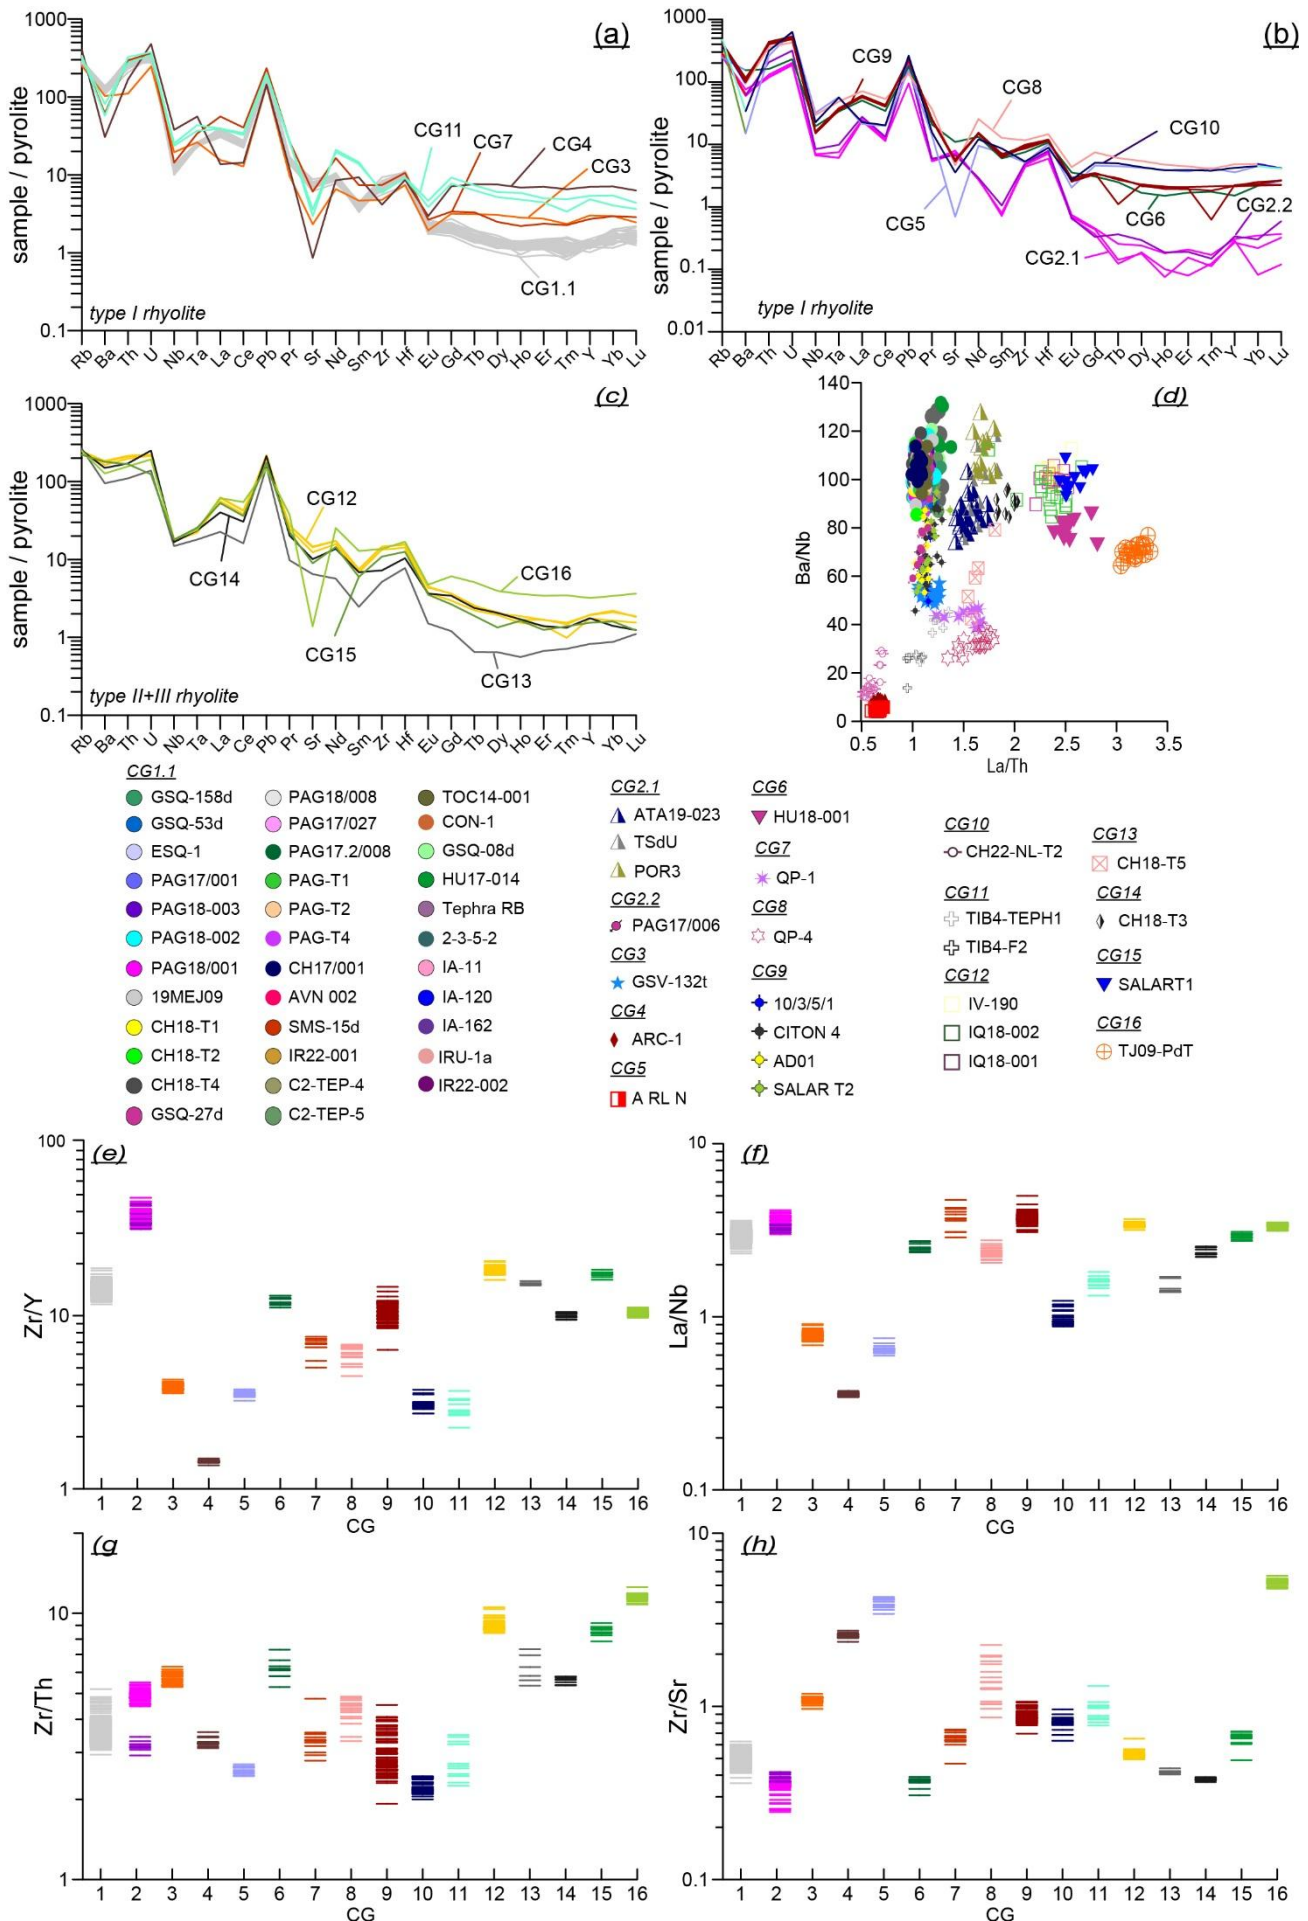 (a)
1000
100
10
1
0.1
sample / pyrolite
CG11
CG7
CG4
CG3
CG1.1
type I rhyolite
Rb Ba Th U Nb Ta La Ce Pb Pr Sr Nd Sm Zr Hf Eu Gd Tb Dy Ho Er Tm Y Yb Lu
(b)
1000
100
10
1
0.1
0.01
sample / pyrolite
CG9
CG8
CG10
CG5
CG6
CG2.2
CG2.1
type I rhyolite
Rb Ba Th U Nb Ta La Ce Pb Pr Sr Nd Sm Zr Hf Eu Gd Tb Dy Ho Er Tm Y Yb Lu
(c)
1000
100
10
1
0.1
sample / pyrolite
CG12
CG14
CG16
CG15
CG13
type II+III rhyolite
Rb Ba Th U Nb Ta La Ce Pb Pr Sr Nd Sm Zr Hf Eu Gd Tb Dy Ho Er Tm Y Yb Lu
(d)
140
120
100
80
60
40
20
0
Ba/Nb
0.5 1 1.5 2 2.5 3 3.5
La/Th
CG1.1
GSQ-158d
GSQ-53d
ESQ-1
PAG17/001
PAG18-003
PAG18-002
PAG18/001
19MEJ09
CH18-T1
CH18-T2
CH18-T4
GSQ-27d
PAG18/008
PAG17/027
PAG17.2/008
PAG-T1
PAG-T2
PAG-T4
CH17/001
AVN 002
SMS-15d
IR22-001
C2-TEP-4
C2-TEP-5
TOC14-001
CON-1
GSQ-08d
HU17-014
Tephra RB
2-3-5-2
IA-11
IA-120
IA-162
IRU-1a
IR22-002
CG2.1
ATA19-023
TSdU
POR3
CG2.2
PAG17/006
CG3
GSV-132t
CG4
ARC-1
CG5
A RL N
CG6
HU18-001
CG7
QP-1
CG8
QP-4
CG9
10/3/5/1
CITON 4
AD01
SALAR T2
CG10
CH22-NL-T2
CG11
TIB4-TEPH1
TIB4-F2
CG12
IV-190
IQ18-002
IQ18-001
CG13
CH18-T5
CG14
CH18-T3
CG15
SALART1
CG16
TJ09-PdT
(e)
100
10
1
Zr/Y
1 2 3 4 5 6 7 8 9 10 11 12 13 14 15 16
CG
(f)
10
1
0.1
La/Nb
1 2 3 4 5 6 7 8 9 10 11 12 13 14 15 16
CG
(g
10
1
Zr/Th
1 2 3 4 5 6 7 8 9 10 11 12 13 14 15 16
CG
(h)
10
1
0.1
Zr/Sr
1 2 3 4 5 6 7 8 9 10 11 12 13 14 15 16
CG